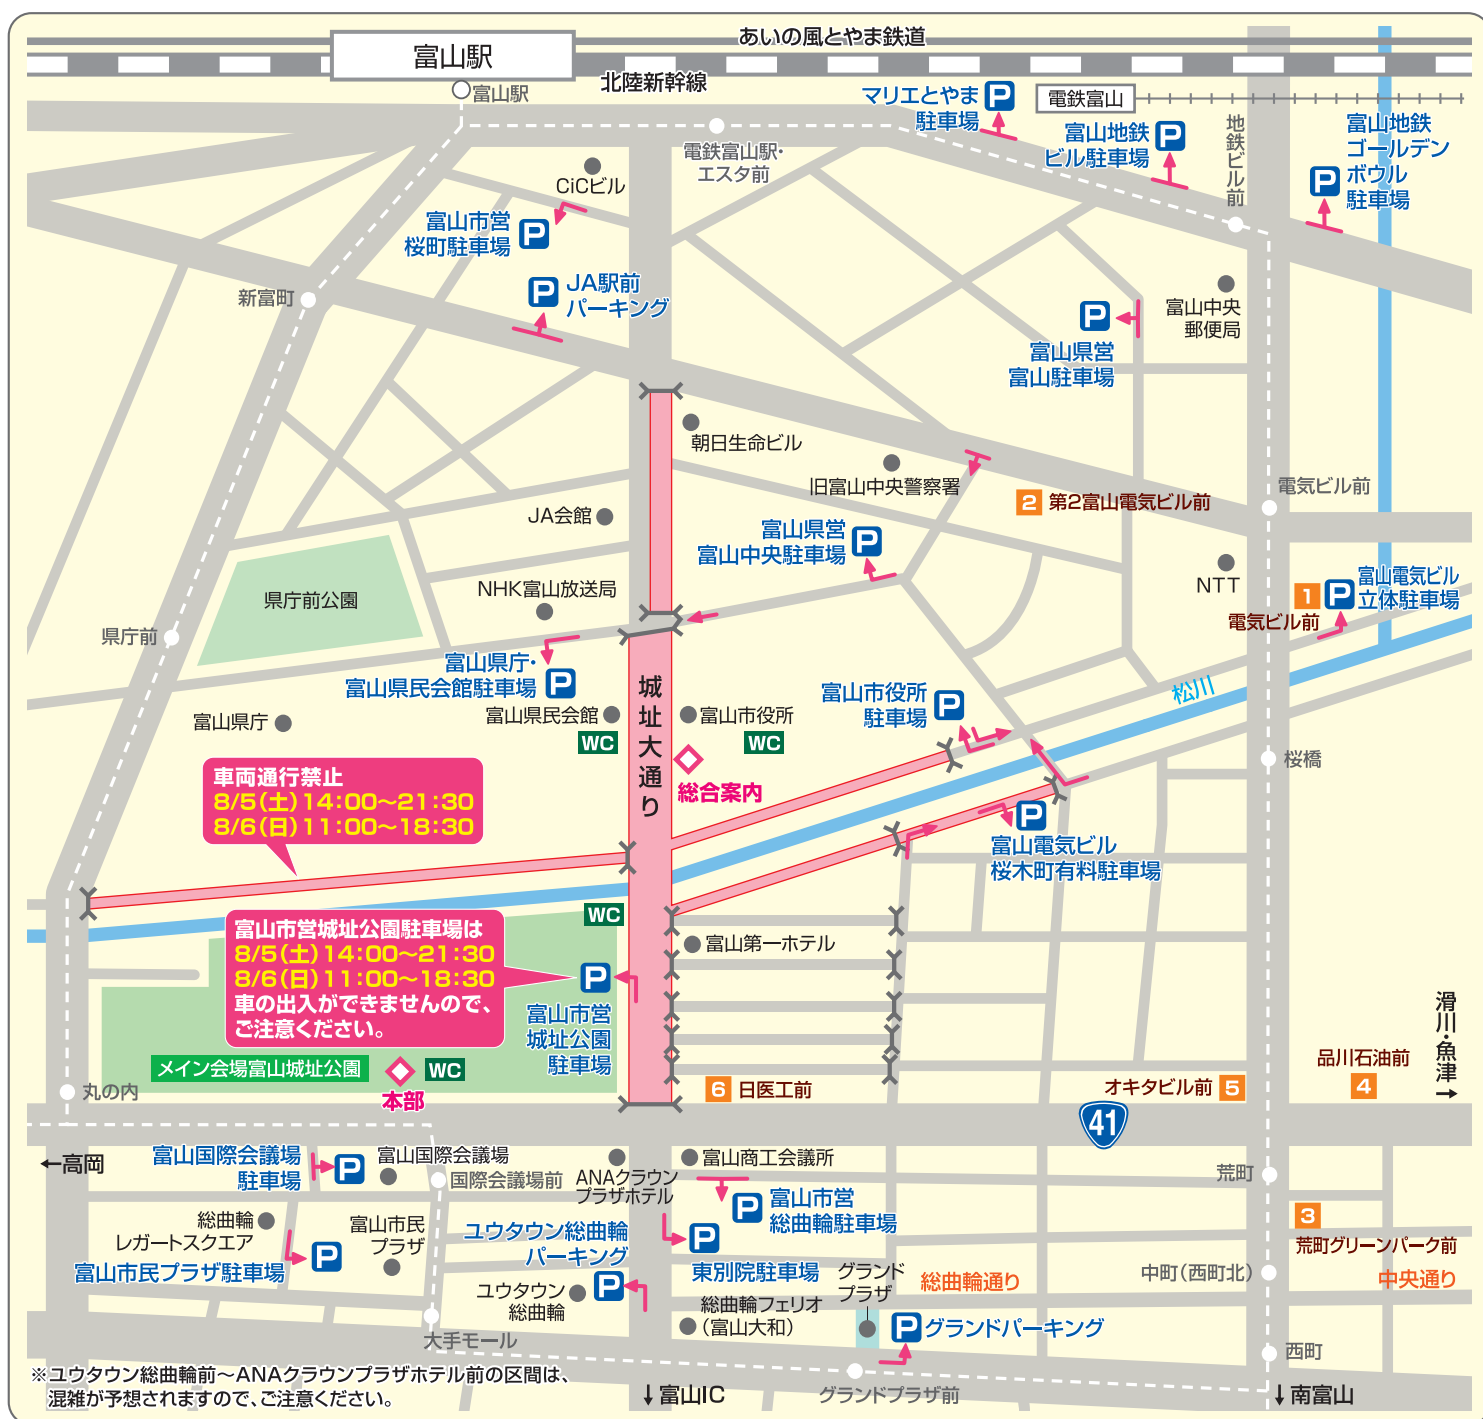 あいの風とやま鉄道
富山駅
北陸新幹線
富山駅
マリエとやま
駐車場
P
電鉄富山
富山地鉄
ビル駐車場
P
地鉄ビル前
富山地鉄
ゴールデン
ボウル
駐車場
P
電鉄富山駅・
エスタ前
CiCビル
富山市営
桜町駐車場
P
新富町
P
JA駅前
パーキング
富山中央
郵便局
P
富山県営
富山駐車場
朝日生命ビル
旧富山中央警察署
2 第2富山電気ビル前
電気ビル前
JA会館
富山県営
富山中央駐車場
P
NTT
県庁前公園
NHK富山放送局
1
P
富山電気ビル
立体駐車場
電気ビル前
県庁前
富山県庁・
富山県民会館駐車場
P
城址大通り
富山市役所
駐車場
P
松川
富山県庁
富山県民会館
WC
富山市役所
WC
総合案内
桜橋
車両通行禁止
8/5(土)14:00〜21:30
8/6(日)11:00〜18:30
P
富山電気ビル
桜木町有料駐車場
WC
富山市営城址公園駐車場は
8/5(土)14:00〜21:30
8/6(日)11:00〜18:30
車の出入ができませんので、
ご注意ください。
富山第一ホテル
P
富山市営
城址公園
駐車場
滑川・魚津
→
メイン会場富山城址公園
WC
本部
丸の内
6 日医工前
オキタビル前 5
品川石油前
4
41
←高岡
富山国際会議場
駐車場
P
富山国際会議場
国際会議場前
ANAクラウン
プラザホテル
富山商工会議所
荒町
P
富山市営
総曲輪駐車場
総曲輪
レガートスクエア
富山市民
プラザ
P
富山市民プラザ駐車場
ユウタウン総曲輪
パーキング
P
P
東別院駐車場
グランド
プラザ
総曲輪通り
3
荒町グリーンパーク前
中町(西町北)
中央通り
ユウタウン
総曲輪
総曲輪フェリオ
(富山大和)
P
グランドパーキング
大手モール
西町
※ユウタウン総曲輪前〜ANAクラウンプラザホテル前の区間は、
混雑が予想されますので、ご注意ください。
↓富山IC
グランドプラザ前
↓南富山